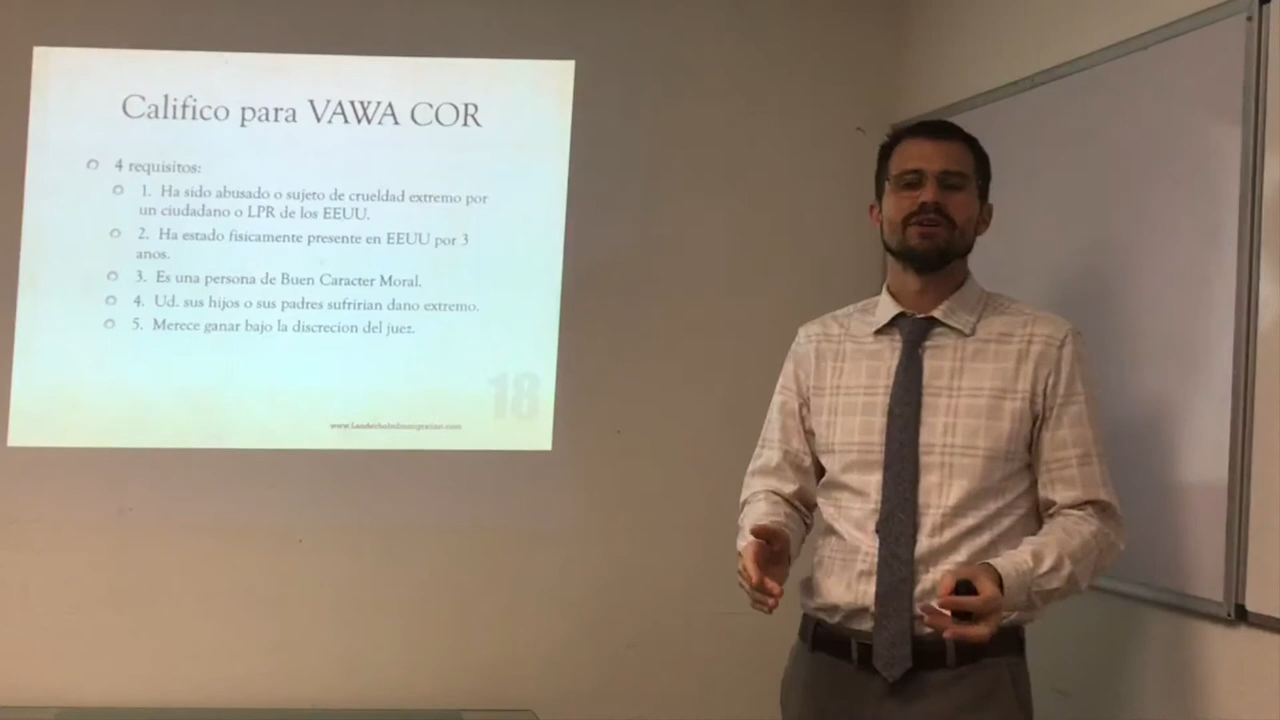 Califico para VAWA COR
4 requisitos:
1. Ha sido abusado o sujeto de crueldad extremo por
un ciudadano o LPR de los EEUU.
2. Ha estado fisicamente presente en EEUU por 3
anos.
3. Es una persona de Buen Caracter Moral.
4. Ud. sus hijos o sus padres sufririan dano extremo.
5. Merece ganar bajo la discrecion del juez.
18